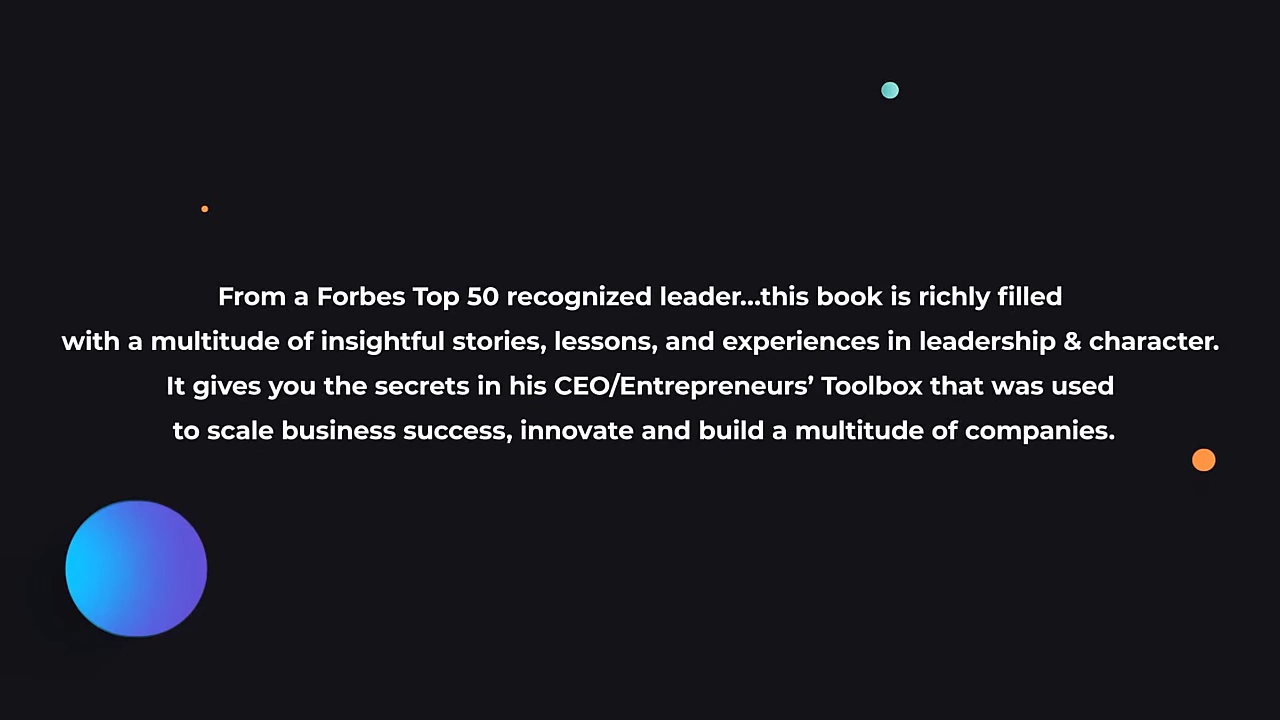 From a Forbes Top 50 recognized leader...this book is richly filled
with a multitude of insightful stories, lessons, and experiences in leadership & character.
It gives you the secrets in his CEO/Entrepreneurs’ Toolbox that was used
to scale business success, innovate and build a multitude of companies.